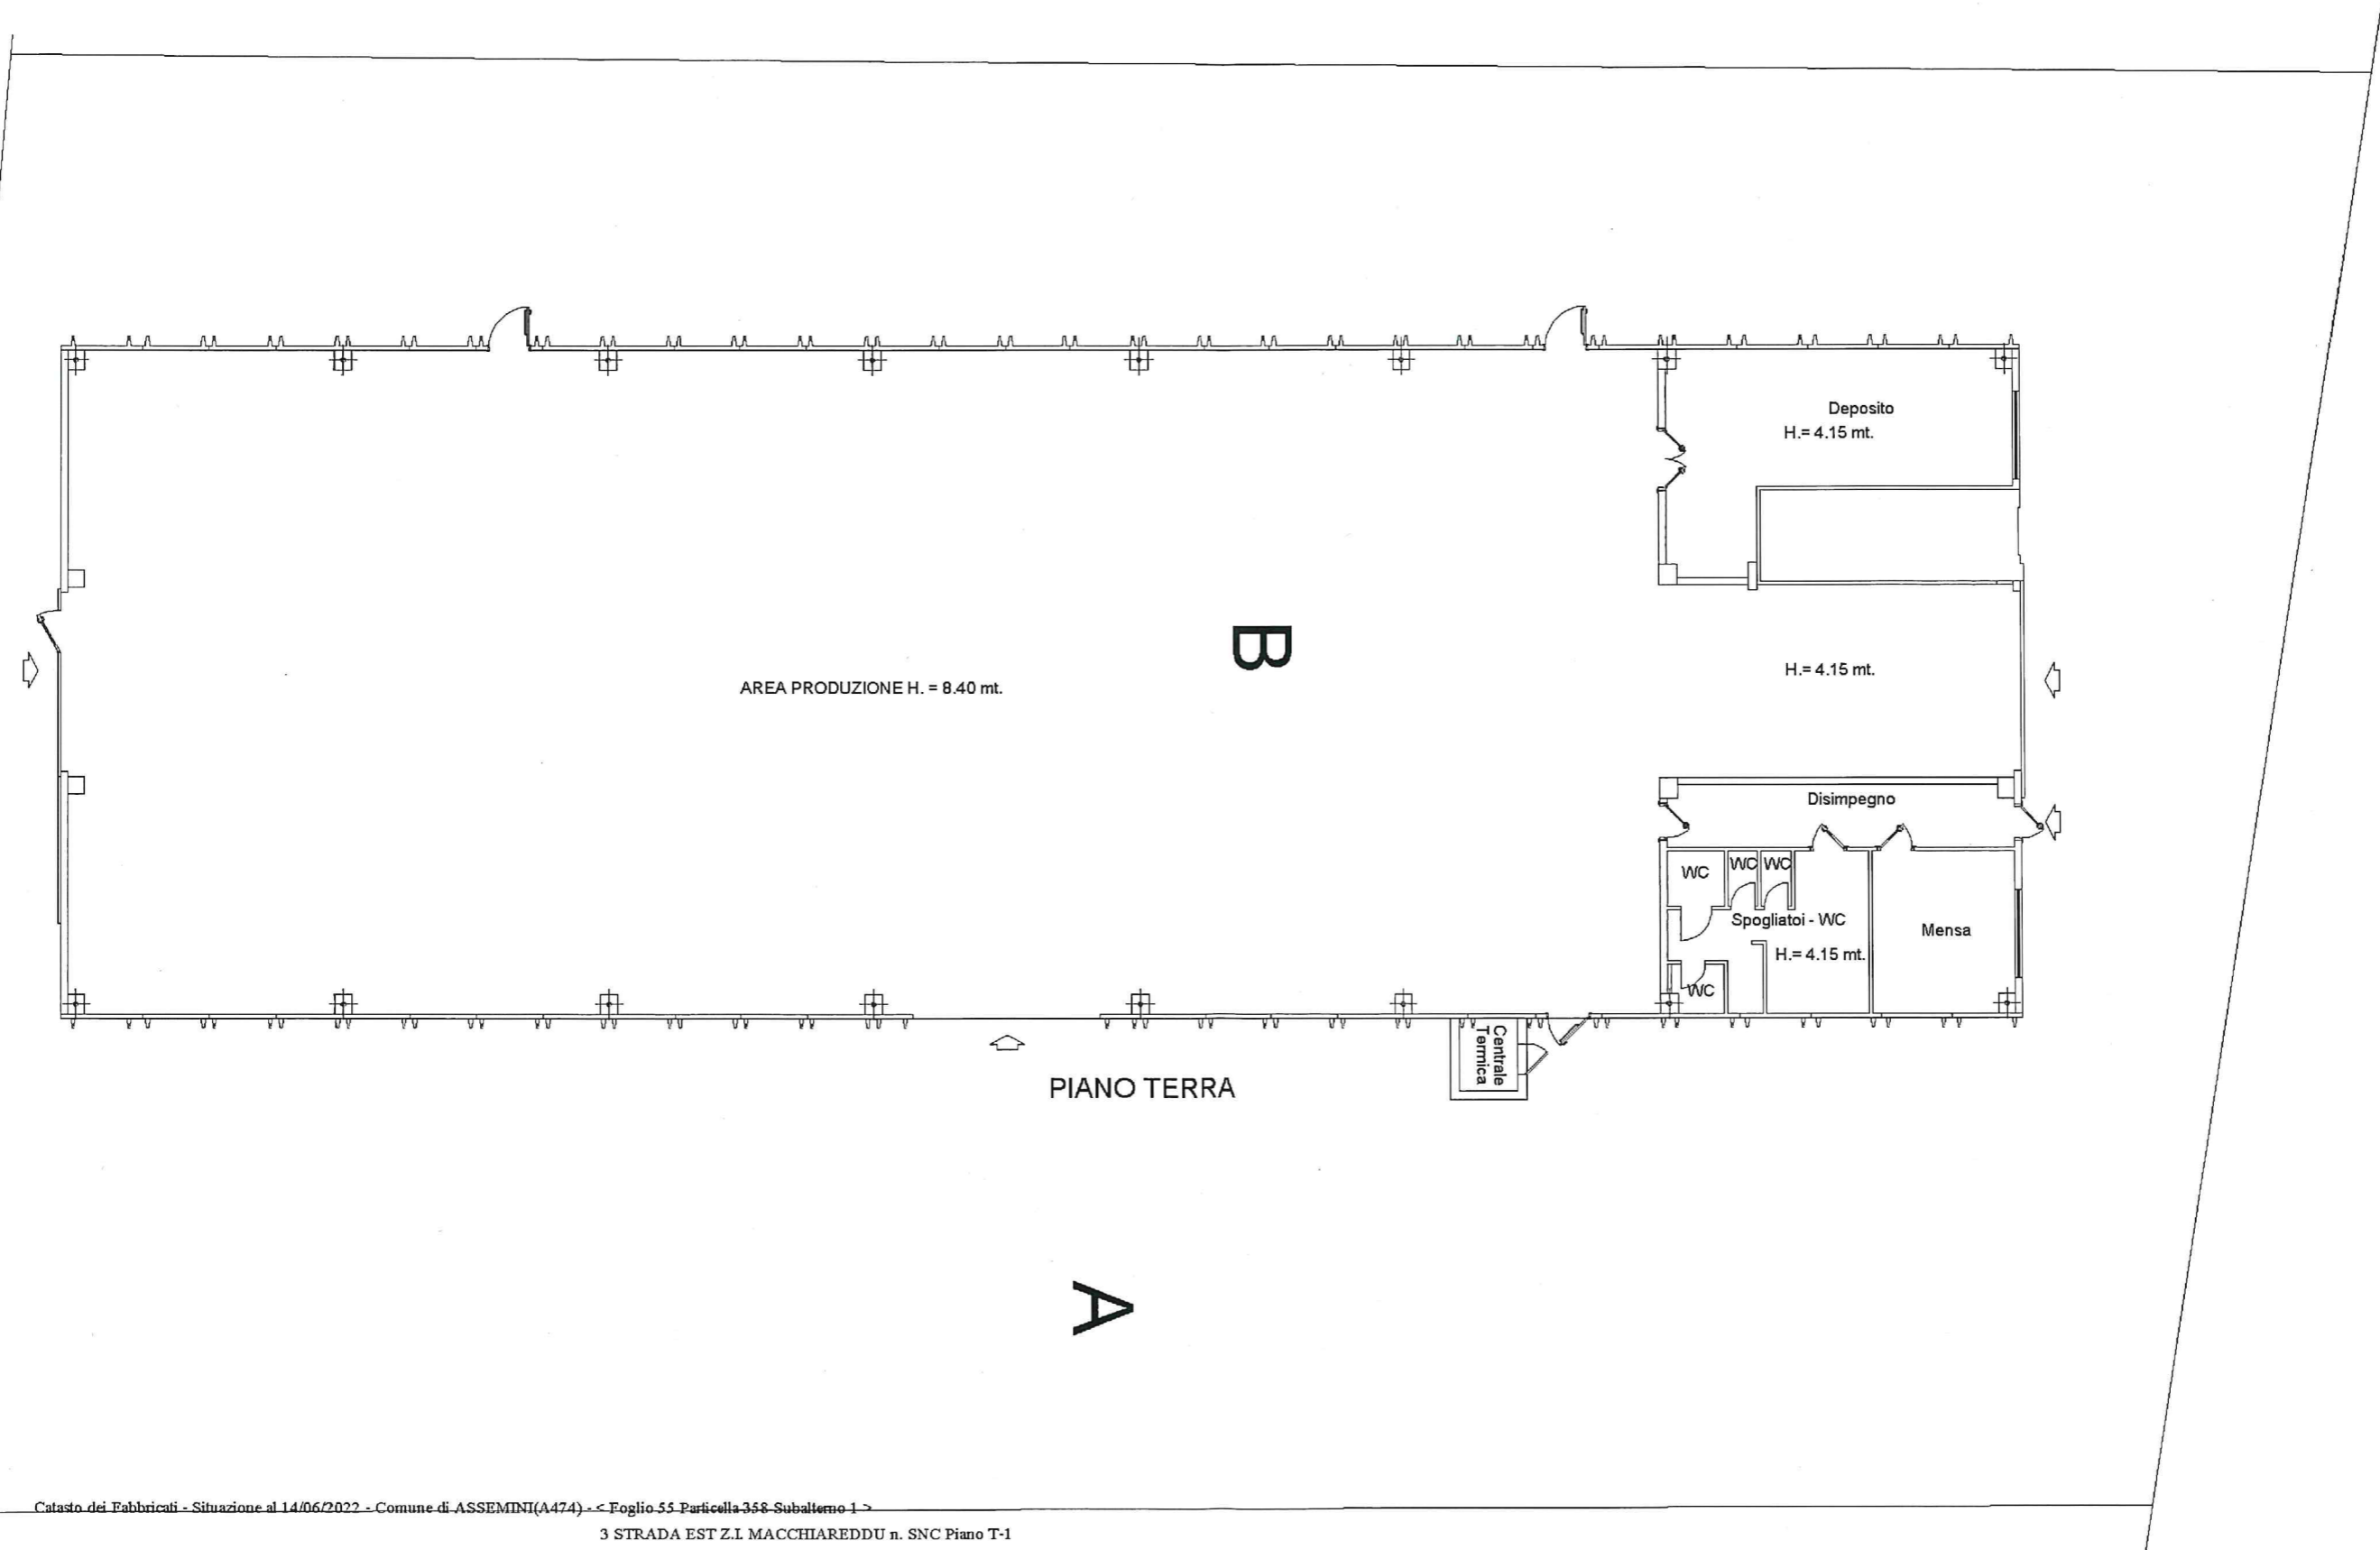 Deposito
H.= 4.15 mt.
B
AREA PRODUZIONE H. = 8.40 mt.
H.= 4.15 mt.
Disimpegno
WC
WC
WC
Spogliatoi - WC
Mensa
H.= 4.15 mt.
WC
Centrale
Termica
PIANO TERRA
A
Catasto dei Fabbricati - Situazione al 14/06/2022 - Comune di ASSEMINI(A474) - < Foglio 55 Particella 358 Subalterno 1 >
3 STRADA EST Z.I. MACCHIAREDDU n. SNC Piano T-1